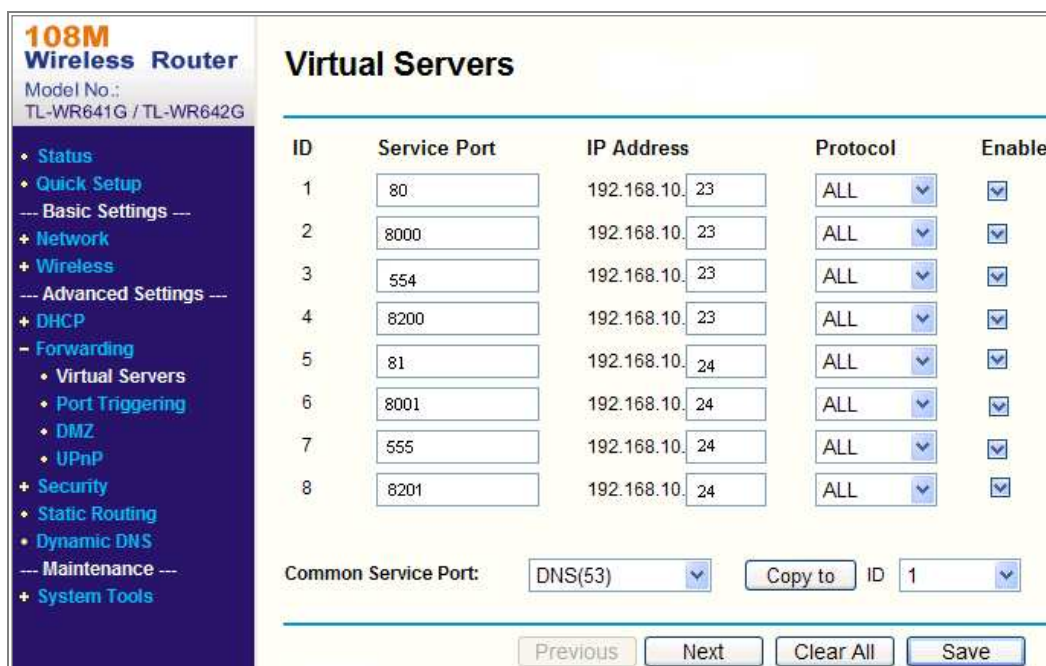 108M
Wireless Router
Model No.:
TL-WR641G / TL-WR642G
• Status
• Quick Setup
--- Basic Settings ---
+ Network
+ Wireless
--- Advanced Settings ---
+ DHCP
– Forwarding
• Virtual Servers
• Port Triggering
• DMZ
• UPnP
+ Security
• Static Routing
• Dynamic DNS
--- Maintenance ---
+ System Tools
Virtual Servers
ID Service Port IP Address Protocol Enable
1 80 192.168.10. 23 ALL
2 8000 192.168.10. 23 ALL
3 554 192.168.10. 23 ALL
4 8200 192.168.10. 23 ALL
5 81 192.168.10. 24 ALL
6 8001 192.168.10. 24 ALL
7 555 192.168.10. 24 ALL
8 8201 192.168.10. 24 ALL
Common Service Port: DNS(53) Copy to ID 1
Previous Next Clear All Save